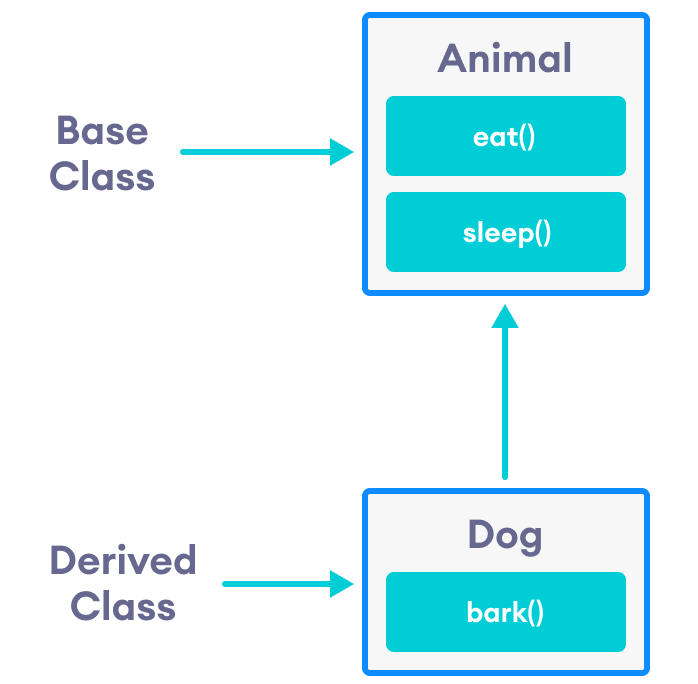 Animal
eat()
sleep()
Base
Class
Dog
bark()
Derived
Class